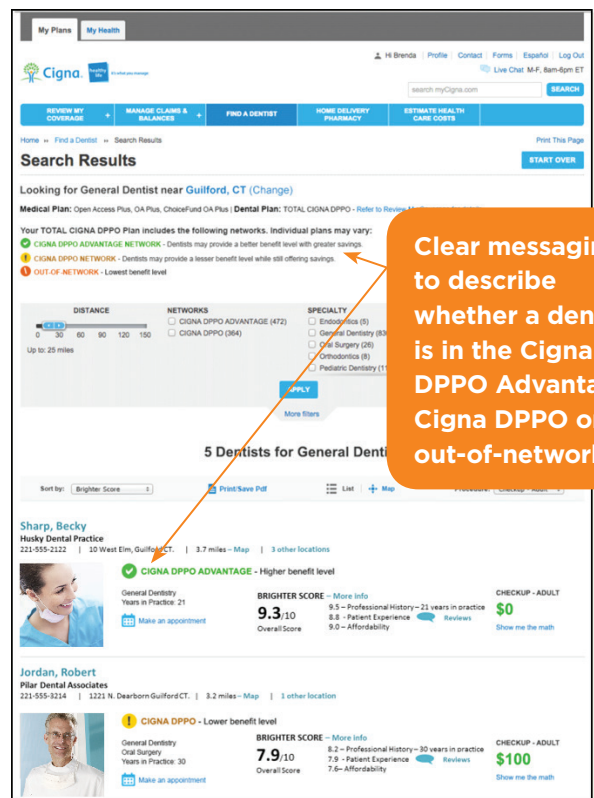 My Plans My Health
Hi Brenda | Profile | Contact | Forms | Español | Log Out
Cigna. healthy life
Live Chat M-F, 8am-6pm ET
search myCigna.com SEARCH
REVIEW MY COVERAGE + MANAGE CLAIMS & BALANCES + FIND A DENTIST HOME DELIVERY PHARMACY ESTIMATE HEALTH CARE COSTS
Home ›› Find a Dentist ›› Search Results Print This Page
Search Results START OVER
Looking for General Dentist near Guilford, CT (Change)
Medical Plan: Open Access Plus, OA Plus, ChoiceFund OA Plus | Dental Plan: TOTAL CIGNA DPPO - Refer to
Your TOTAL CIGNA DPPO Plan includes the following networks. Individual plans may vary:
CIGNA DPPO ADVANTAGE NETWORK - Dentists may provide a better benefit level with greater savings.
CIGNA DPPO NETWORK - Dentists may provide a lesser benefit level while still offering savings.
OUT-OF-NETWORK - Lowest benefit level
Clear messagin
to describe
whether a den
is in the Cigna
DPPO Advanta
Cigna DPPO o
out-of-network
DISTANCE NETWORKS SPECIALTY
CIGNA DPPO ADVANTAGE (472) Endodontics (5)
0 30 60 90 120 150 CIGNA DPPO (364) General Dentistry (83
Oral Surgery (26)
Up to: 25 miles Orthodontics (8)
Pediatric Dentistry (11
APPLY
More filters
5 Dentists for General Denti
Sort by: Brighter Score Print/Save Pdf List Map Procedure: Checkup - Adult
Sharp, Becky
Husky Dental Practice
221-555-2122 | 10 West Elm, Guilford CT. | 3.7 miles – Map | 3 other locations
CIGNA DPPO ADVANTAGE - Higher benefit level
General Dentistry
Years in Practice: 21
Make an appointment
BRIGHTER SCORE – More info
9.3/10
Overall Score
9.5 – Professional History – 21 years in practice
8.8 - Patient Experience Reviews
9.0 – Affordability
CHECKUP - ADULT
$0
Show me the math
Jordan, Robert
Pilar Dental Associates
221-555-3214 | 1221 N. Dearborn Guilford CT. | 3.2 miles – Map | 1 other location
CIGNA DPPO - Lower benefit level
General Dentistry
Oral Surgery
Years in Practice: 30
Make an appointment
BRIGHTER SCORE – More info
7.9/10
Overall Score
8.2 – Professional History – 30 years in practice
7.9 - Patient Experience Reviews
7.6– Affordability
CHECKUP - ADULT
$100
Show me the math